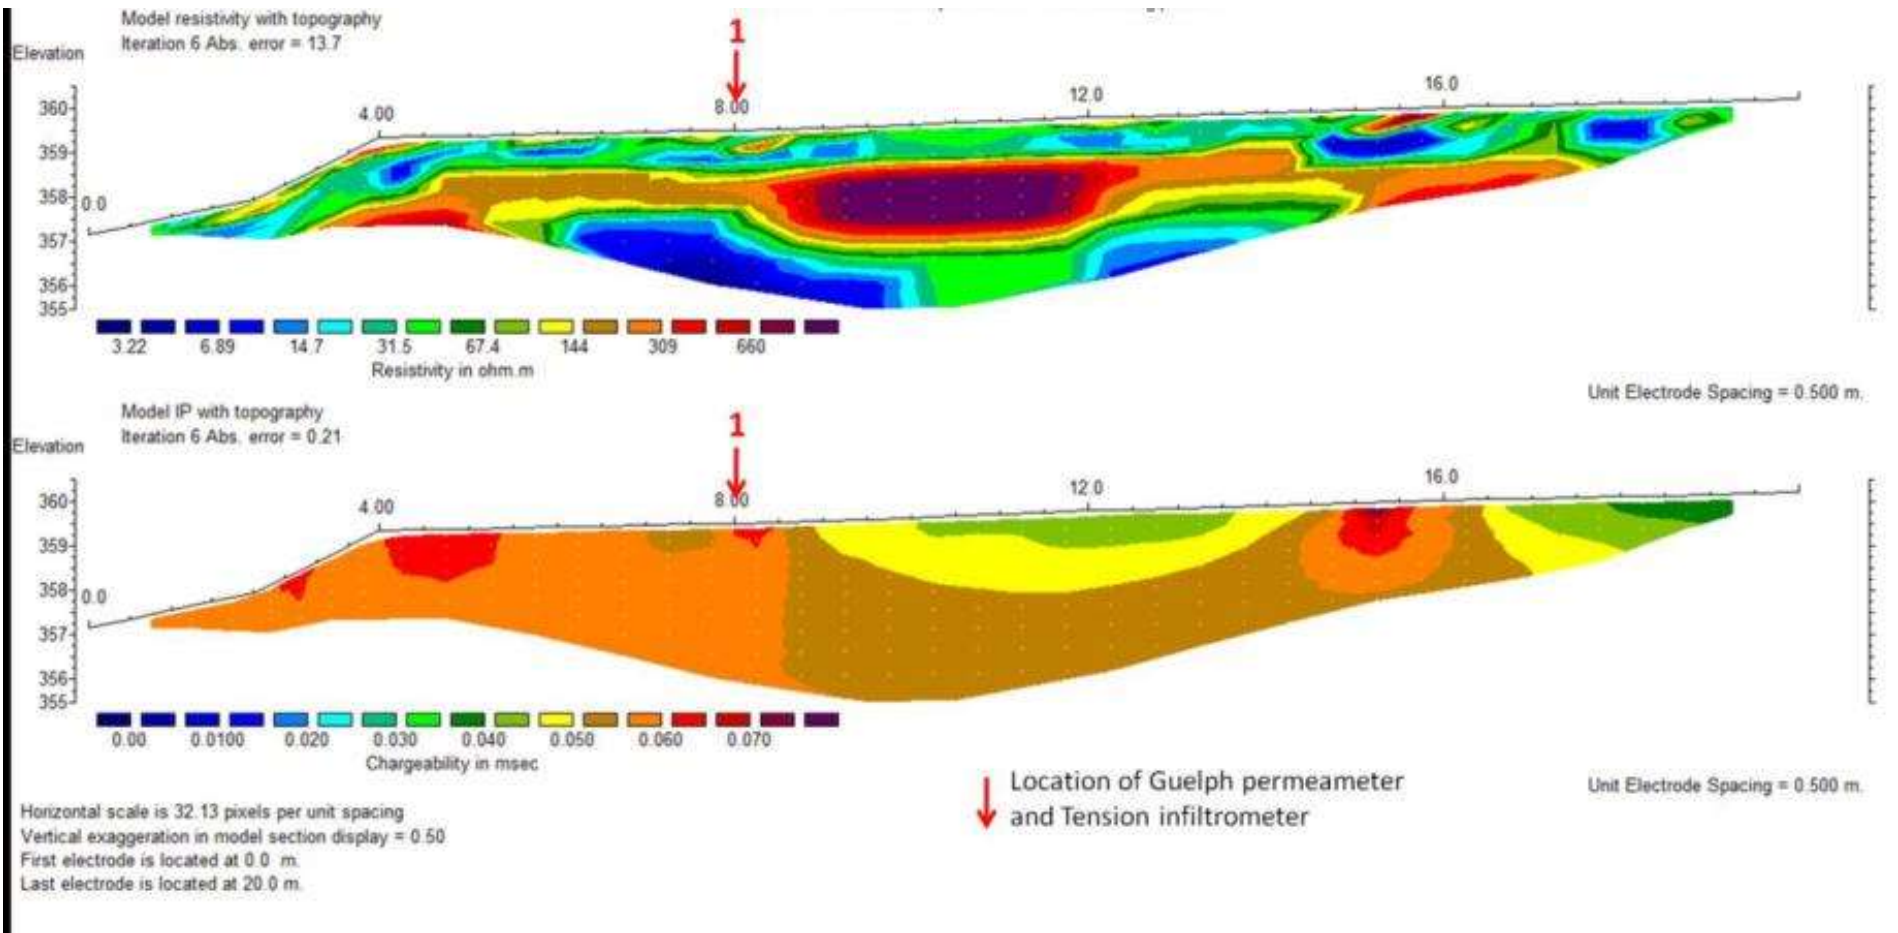 Model resistivity with topography
Iteration 6 Abs. error = 13.7
1
Elevation
0.0
4.00
8.00
12.0
16.0
360
359
358
357
356
355
3.22 6.89 14.7 31.5 67.4 144 309 660
Resistivity in ohm.m
Unit Electrode Spacing = 0.500 m.
Model IP with topography
Iteration 6 Abs. error = 0.21
1
Elevation
0.0
4.00
8.00
12.0
16.0
360
359
358
357
356
355
0.00 0.0100 0.020 0.030 0.040 0.050 0.060 0.070
Chargeability in msec
Location of Guelph permeameter
and Tension infiltrometer
Unit Electrode Spacing = 0.500 m.
Horizontal scale is 32.13 pixels per unit spacing
Vertical exaggeration in model section display = 0.50
First electrode is located at 0.0 m.
Last electrode is located at 20.0 m.